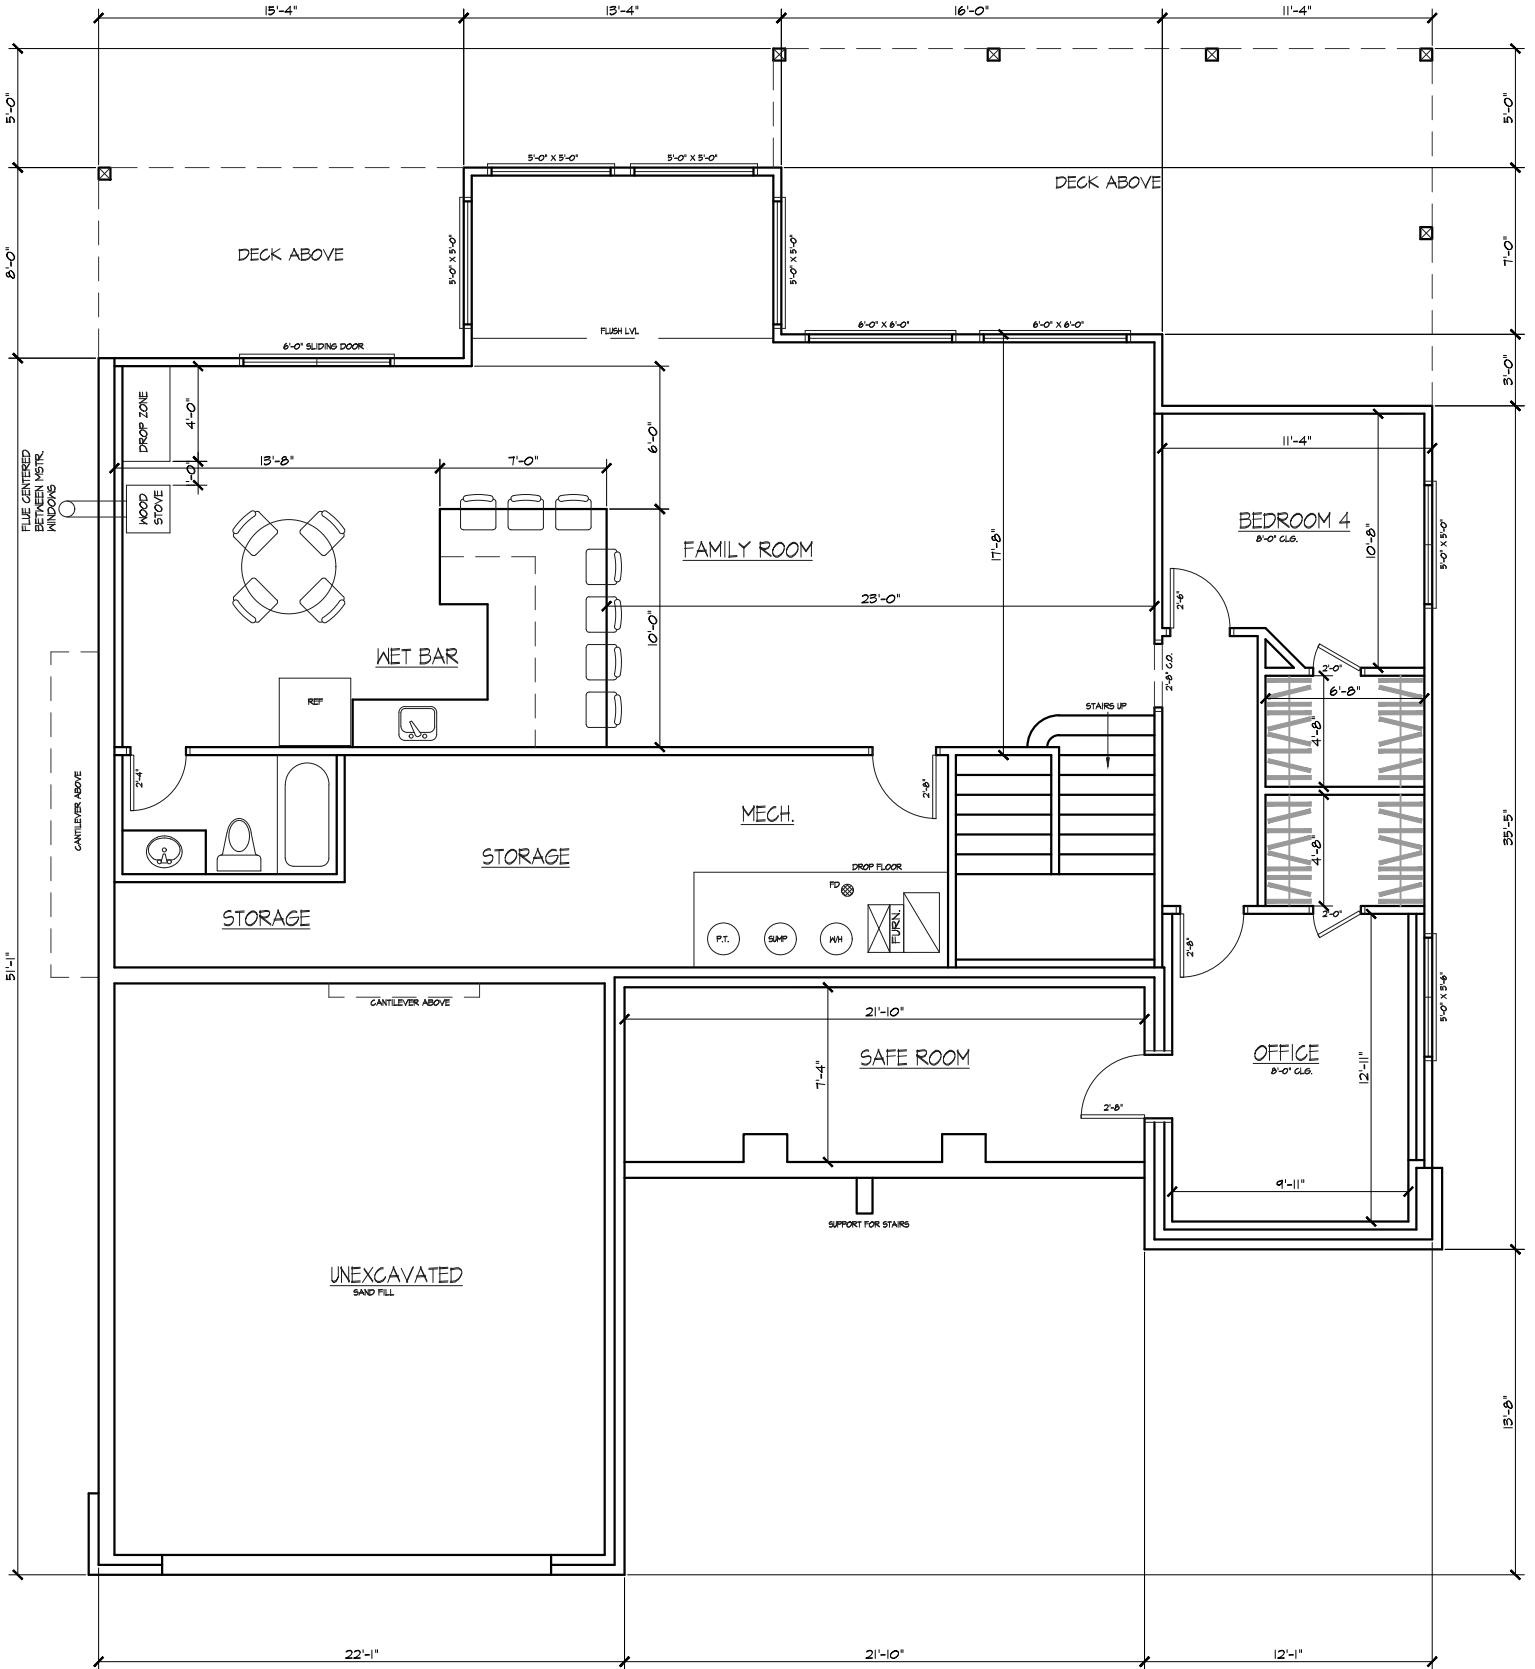 15'-4"
13'-4"
16'-0"
11'-4"
5'-0"
5'-0"
5'-0" X 5'-0"
5'-0" X 5'-0"
DECK ABOVE
8'-0"
DECK ABOVE
5'-0" X 5'-0"
5'-0" X 5'-0"
7'-0"
FLUSH LVL
6'-0" X 6'-0"
6'-0" X 6'-0"
6'-0" SLIDING DOOR
3'-0"
DROP ZONE
4'-0"
6'-0"
11'-4"
13'-8"
7'-0"
1'-0"
FLUE CENTERED
BETWEEN MSTR.
WINDOWS
WOOD
STOVE
BEDROOM 4
8'-0" CLG.
10'-8"
5'-0" X 5'-0"
FAMILY ROOM
17'-8"
23'-0"
2'-6"
10'-0"
WET BAR
2'-8" C.O.
2'-0"
6'-8"
REF
STAIRS UP
4'-8"
2'-4"
2'-8"
CANTILEVER ABOVE
MECH.
35'-5"
STORAGE
4'-8"
DROP FLOOR
FD
STORAGE
2'-0"
P.T.
SUMP
W/H
FURN.
2'-8"
51'-1"
5'-0" X 3'-6"
CANTILEVER ABOVE
21'-10"
SAFE ROOM
7'-4"
OFFICE
8'-0" CLG.
12'-11"
2'-8"
9'-11"
SUPPORT FOR STAIRS
UNEXCAVATED
SAND FILL
13'-8"
22'-1"
21'-10"
12'-1"